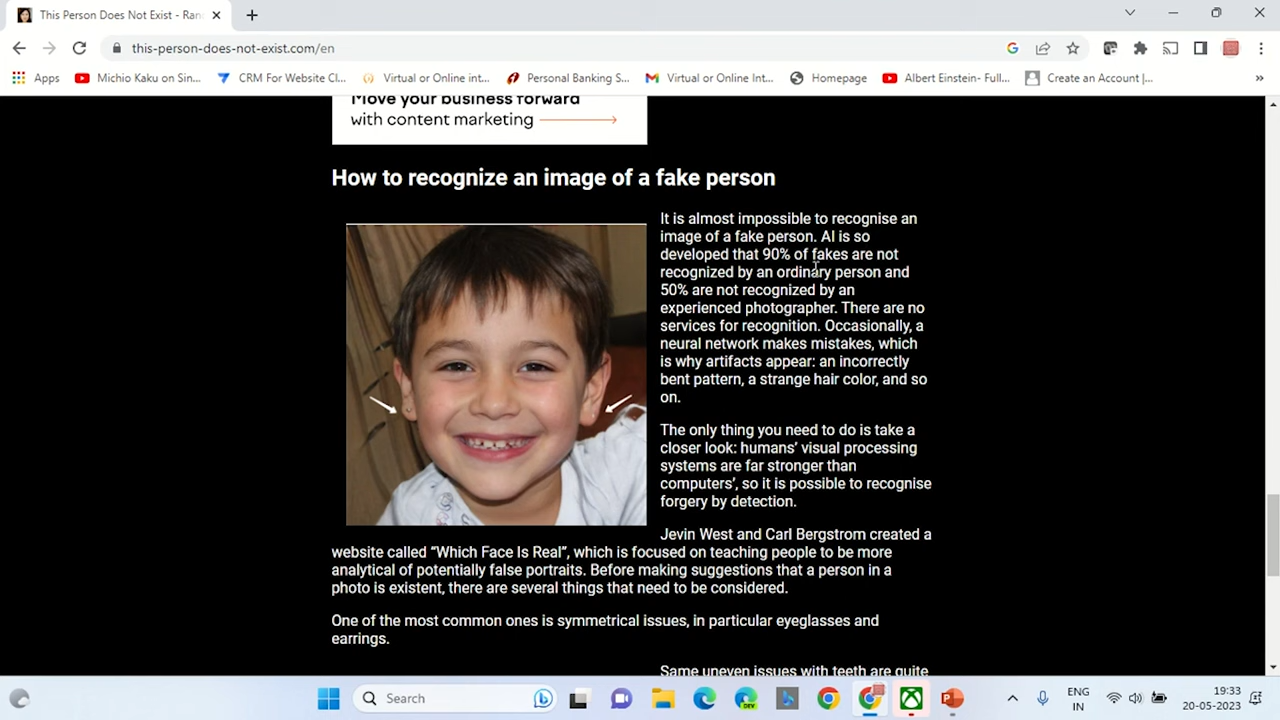 This Person Does Not Exist - Ran
this-person-does-not-exist.com/en
Apps
Michio Kaku on Sin...
CRM For Website Cl...
Virtual or Online int...
Personal Banking S...
Virtual or Online Int...
Homepage
Albert Einstein- Full...
Create an Account |...
»
Move your business forward
with content marketing
How to recognize an image of a fake person
It is almost impossible to recognise an
image of a fake person. AI is so
developed that 90% of fakes are not
recognized by an ordinary person and
50% are not recognized by an
experienced photographer. There are no
services for recognition. Occasionally, a
neural network makes mistakes, which
is why artifacts appear: an incorrectly
bent pattern, a strange hair color, and so
on.
The only thing you need to do is take a
closer look: humans’ visual processing
systems are far stronger than
computers’, so it is possible to recognise
forgery by detection.
Jevin West and Carl Bergstrom created a
website called “Which Face Is Real”, which is focused on teaching people to be more
analytical of potentially false portraits. Before making suggestions that a person in a
photo is existent, there are several things that need to be considered.
One of the most common ones is symmetrical issues, in particular eyeglasses and
earrings.
Same uneven issues with teeth are quite
Search
DEV
ENG
IN
19:33
20-05-2023